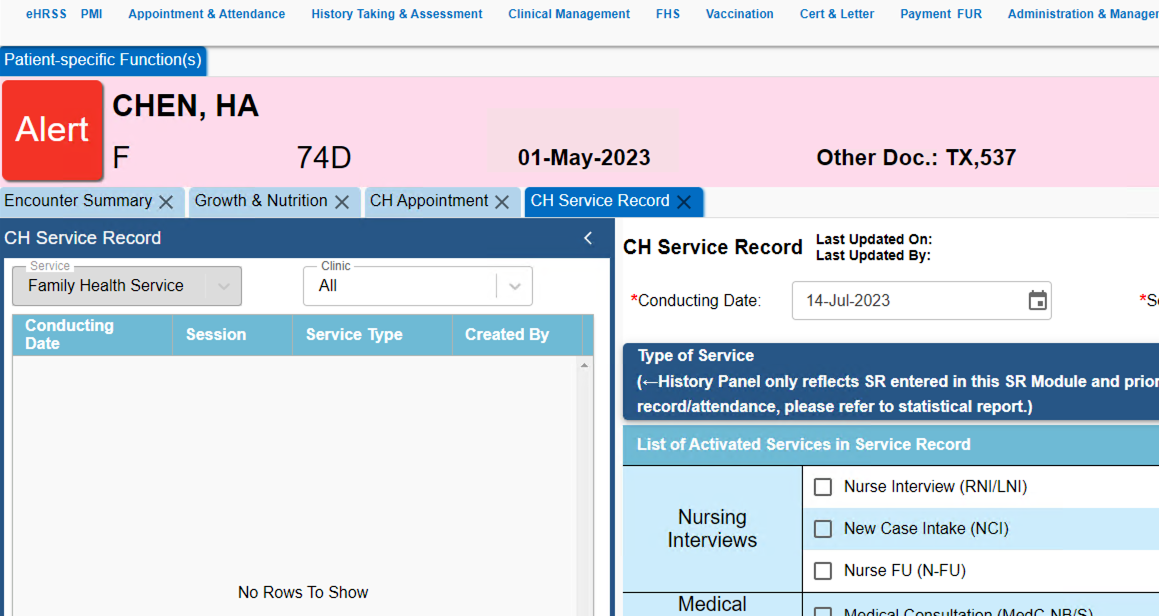 eHRSS PMI Appointment & Attendance History Taking & Assessment Clinical Management FHS Vaccination Cert & Letter Payment FUR Administration &
Patient-specific Function(s)
Alert
CHEN, HA
F 74D 01-May-2023 Other Doc.: TX,537
Encounter Summary Growth & Nutrition CH Appointment CH Service Record
CH Service Record
Service
Family Health Service
Clinic
All
Conducting Date Session Service Type Created By
No Rows To Show
CH Service Record
Last Updated On:
Last Updated By:
*Conducting Date: 14-Jul-2023
Type of Service
(←History Panel only reflects SR entered in this SR Module and
record/attendance, please refer to statistical report.)
List of Activated Services in Service Record
Nursing
Interviews
Nurse Interview (RNI/LNI)
New Case Intake (NCI)
Nurse FU (N-FU)
Medical
Medical Consultation (MedC-NB/S)